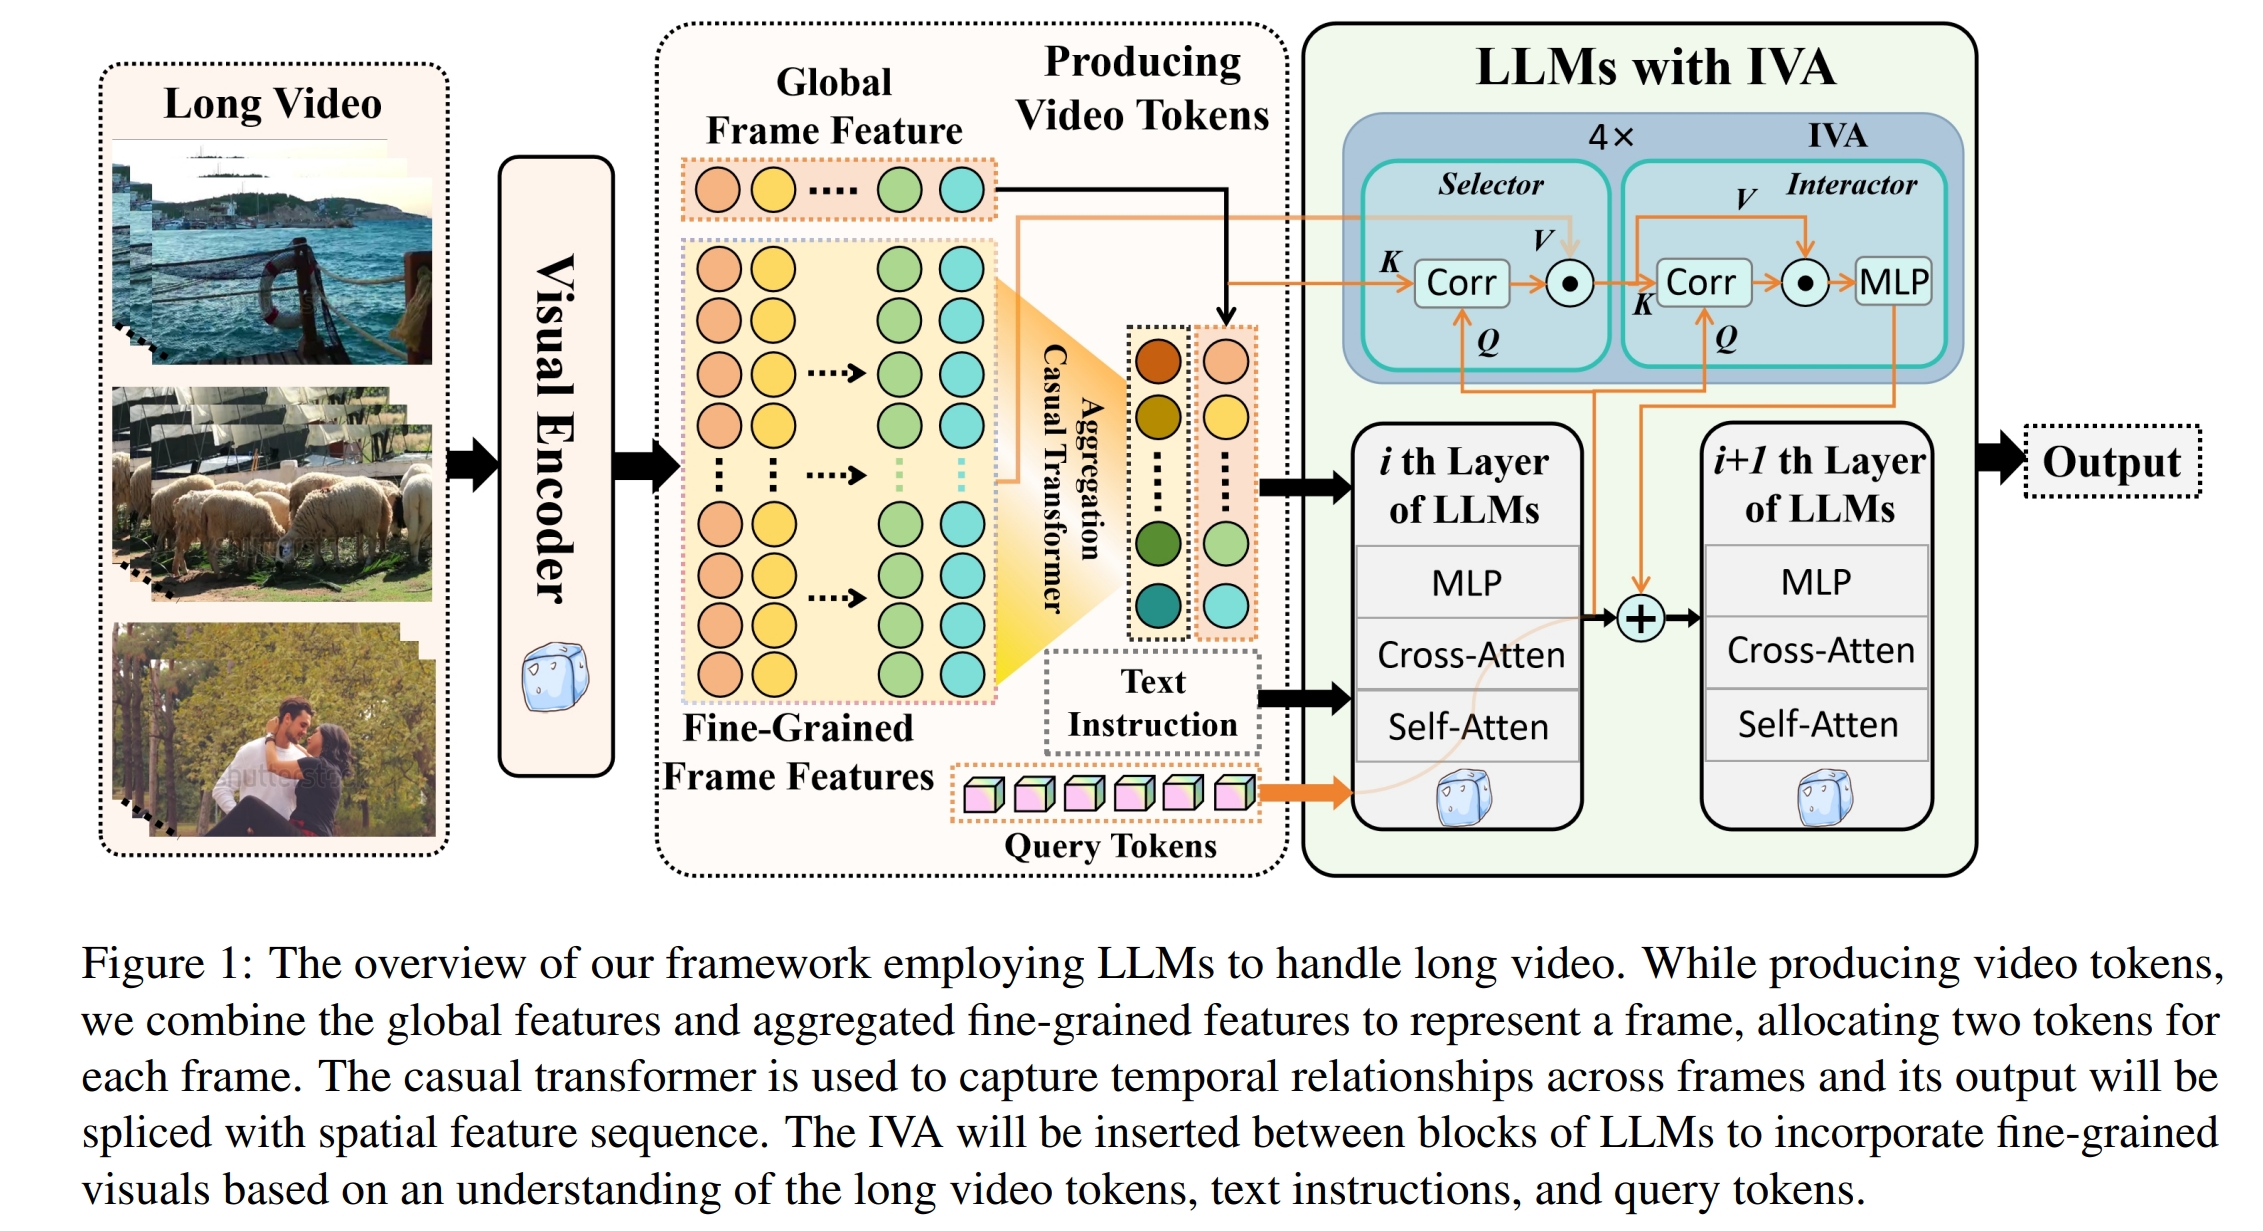 Long Video
Visual Encoder
Global
Frame Feature
Producing
Video Tokens
Casual Transformer
Aggregation
Fine-Grained
Frame Features
Text
Instruction
Query Tokens
LLMs with IVA
4×
IVA
Selector
K
Corr
V
Q
Interactor
V
K
Corr
MLP
Q
i th Layer
of LLMs
MLP
Cross-Atten
Self-Atten
+
i+1 th Layer
of LLMs
MLP
Cross-Atten
Self-Atten
Output
shutterstock
Figure 1: The overview of our framework employing LLMs to handle long video. While producing video tokens,
we combine the global features and aggregated fine-grained features to represent a frame, allocating two tokens for
each frame. The casual transformer is used to capture temporal relationships across frames and its output will be
spliced with spatial feature sequence. The IVA will be inserted between blocks of LLMs to incorporate fine-grained
visuals based on an understanding of the long video tokens, text instructions, and query tokens.